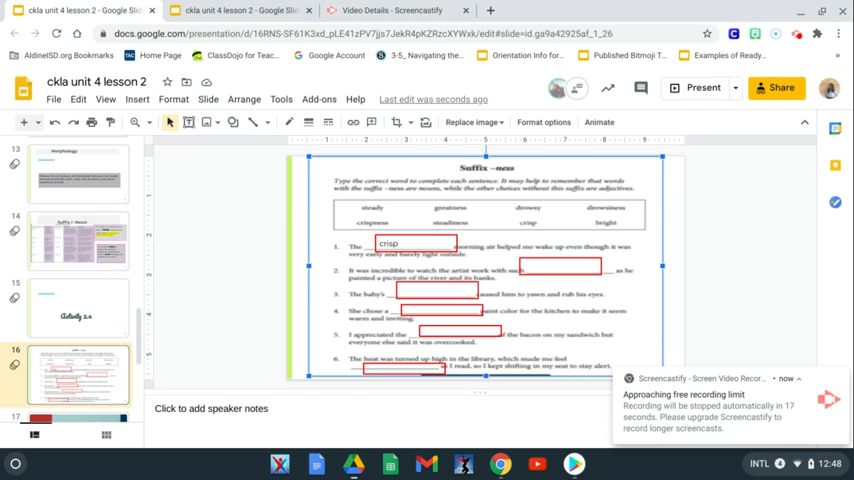 ckla unit 4 lesson 2 - Google Slid
ckla unit 4 lesson 2 - Google Slid
Video Details - Screencastify
docs.google.com/presentation/d/16RNS-SF61K3xd_pLE41zPV7jjs7JekR4pKZRzcXYWxk/edit#slide=id.ga9a42925af_1_26
AldineISD.org Bookmarks
Home Page
ClassDojo for Teac...
Google Account
3-5_ Navigating the...
Orientation Info for...
Published Bitmoji T...
Examples of Ready...
ckla unit 4 lesson 2
File Edit View Insert Format Slide Arrange Tools Add-ons Help Last edit was seconds ago
Present
Share
Replace image
Format options
Animate
1 2 3 4 5 6 7 8 9
13
Morphology
14
15
Activity 2.4
16
17
Suffix –ness
Type the correct word to complete each sentence. It may help to remember that words
with the suffix –ness are nouns, while the other choices without this suffix are adjectives.
steady greatness drowsy drowsiness
crispness steadiness crisp bright
1. The crisp morning air helped me wake up even though it was
very early and barely light outside.
2. It was incredible to watch the artist work with such as he
painted a picture of the river and its banks.
3. The baby's caused him to yawn and rub his eyes.
4. She chose a paint color for the kitchen to make it seem
warm and inviting.
5. I appreciated the of the bacon on my sandwich but
everyone else said it was overcooked.
6. The heat was turned up high in the library, which made me feel
as I read, so I kept shifting in my seat to stay alert.
Click to add speaker notes
Screencastify - Screen Video Recor... • now
Approaching free recording limit
Recording will be stopped automatically in 17
seconds. Please upgrade Screencastify to
record longer screencasts.
INTL 4 12:48